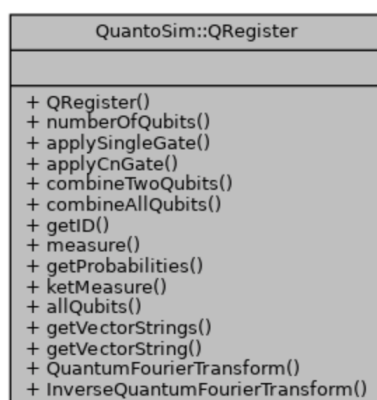 QuantoSim::QRegister
+ QRegister()
+ numberOfQubits()
+ applySingleGate()
+ applyCnGate()
+ combineTwoQubits()
+ combineAllQubits()
+ getID()
+ measure()
+ getProbabilities()
+ ketMeasure()
+ allQubits()
+ getVectorStrings()
+ getVectorString()
+ QuantumFourierTransform()
+ InverseQuantumFourierTransform()